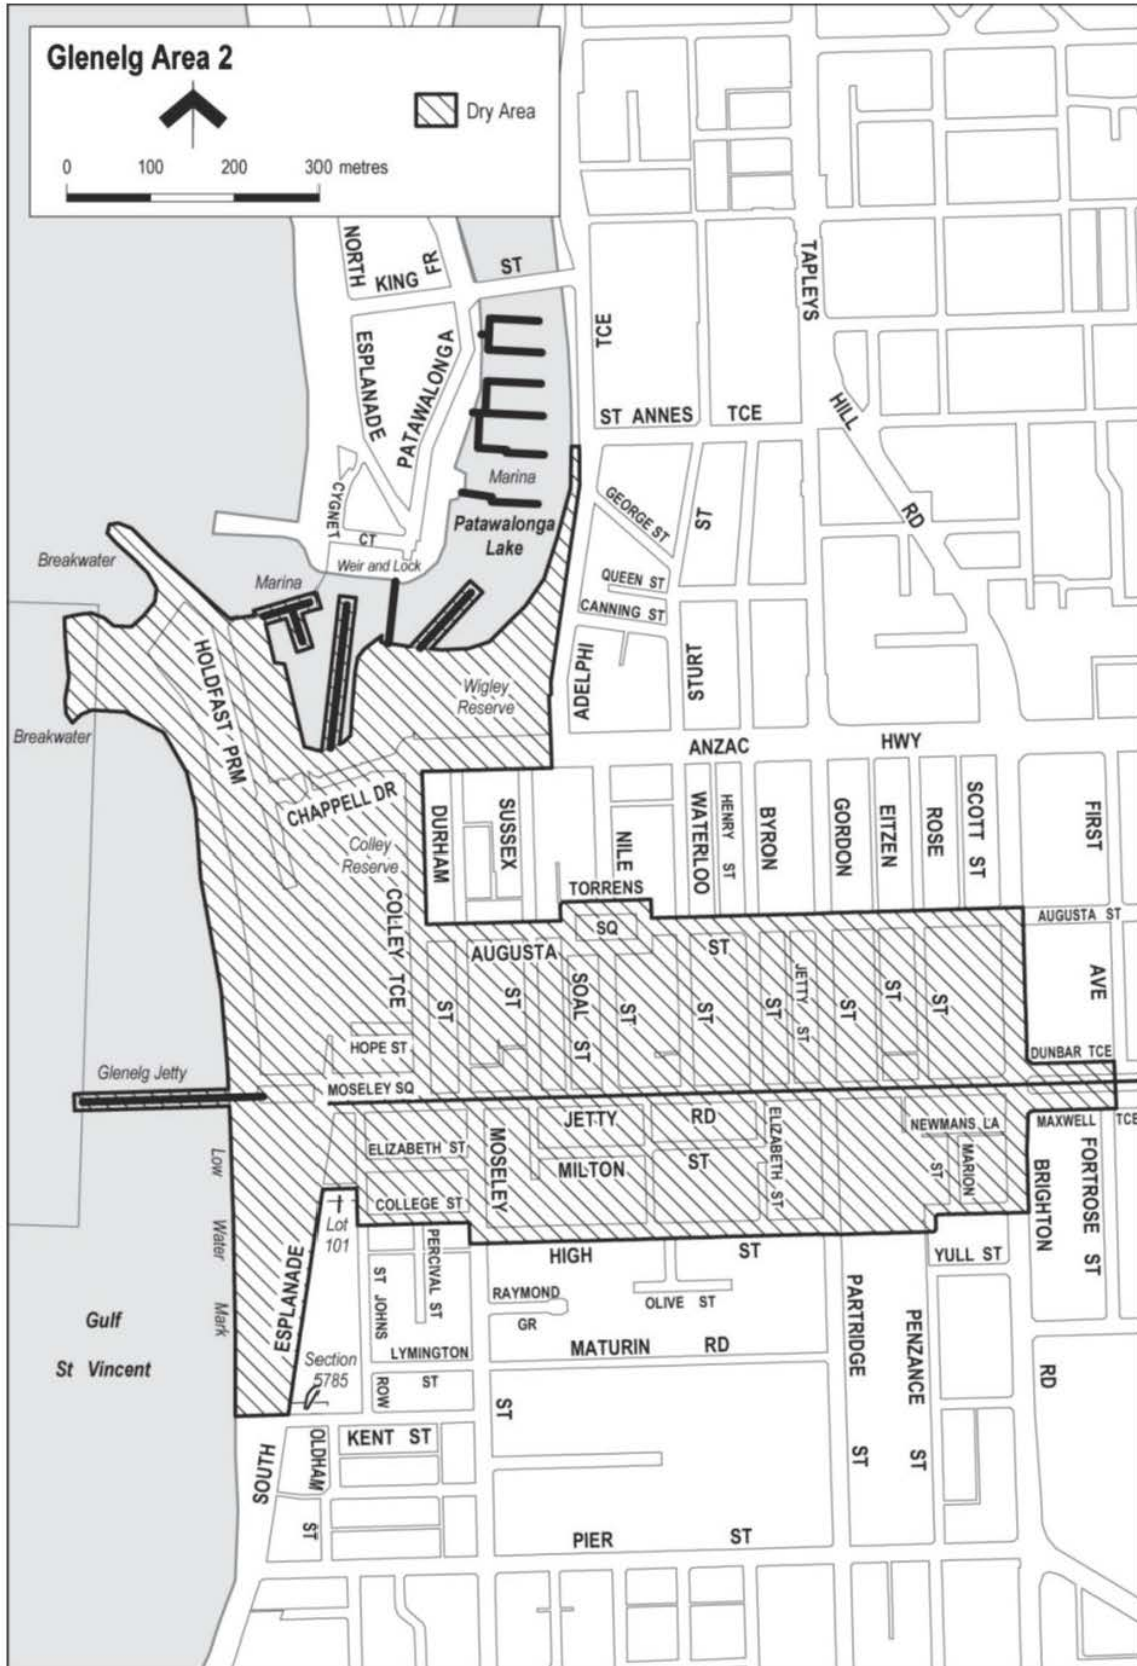 Glenelg Area 2
Dry Area
0 100 200 300 metres
NORTH
KING
FR
ST
TAPLEYS
TCE
ESPLANADE
PATAWALONGA
ST ANNES TCE
HILL
Marina
CYGNET
GEORGE ST
ST
RD
Patawalonga
Lake
CT
Breakwater
Weir and Lock
Marina
QUEEN ST
CANNING ST
HOLDFAST PRM
ADELPHI
STURT
Wigley
Reserve
Breakwater
ANZAC HWY
CHAPPELL DR
DURHAM
SUSSEX
NILE
WATERLOO
HENRY ST
BYRON
GORDON
EITZEN
ROSE
SCOTT ST
FIRST
Colley
Reserve
TORRENS
COLLEY TCE
SQ
AUGUSTA ST
AUGUSTA
ST
ST
ST
SOAL ST
ST
ST
ST
JETTY ST
ST
ST
ST
AVE
HOPE ST
DUNBAR TCE
Glenelg Jetty
MOSELEY SQ
JETTY RD
MOSELEY
ELIZABETH ST
ELIZABETH ST
NEWMANS LA
MAXWELL TCE
Low
MILTON ST
ST
MARION
BRIGHTON
FORTROSE ST
COLLEGE ST
Lot
101
Water
ESPLANADE
PERCIVAL ST
HIGH ST
YULL ST
ST JOHNS
RAYMOND
GR
OLIVE ST
PARTRIDGE
PENZANCE
Mark
Gulf
St Vincent
LYMINGTON
ST
MATURIN RD
Section
5785
ROW
RD
ST
KENT ST
SOUTH
OLDHAM
ST
ST
ST
PIER ST